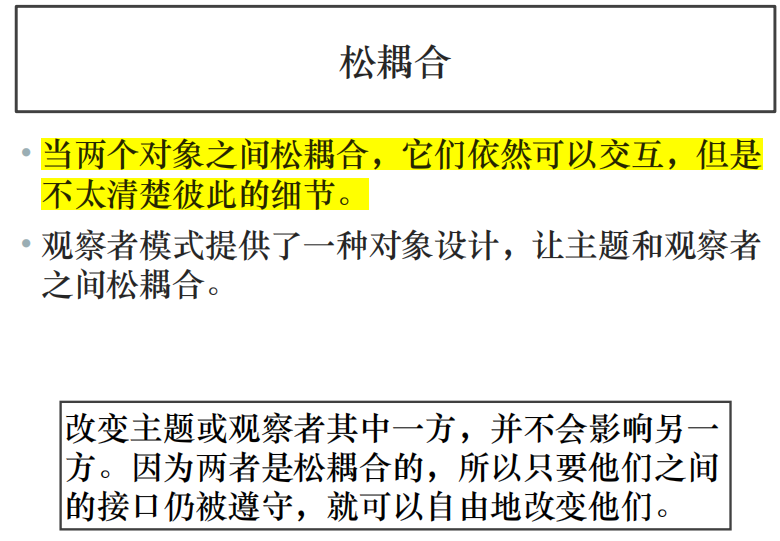 松耦合
• 当两个对象之间松耦合，它们依然可以交互，但是
不太清楚彼此的细节。
• 观察者模式提供了一种对象设计，让主题和观察者
之间松耦合。
改变主题或观察者其中一方，并不会影响另一
方。因为两者是松耦合的，所以只要他们之间
的接口仍被遵守，就可以自由地改变他们。